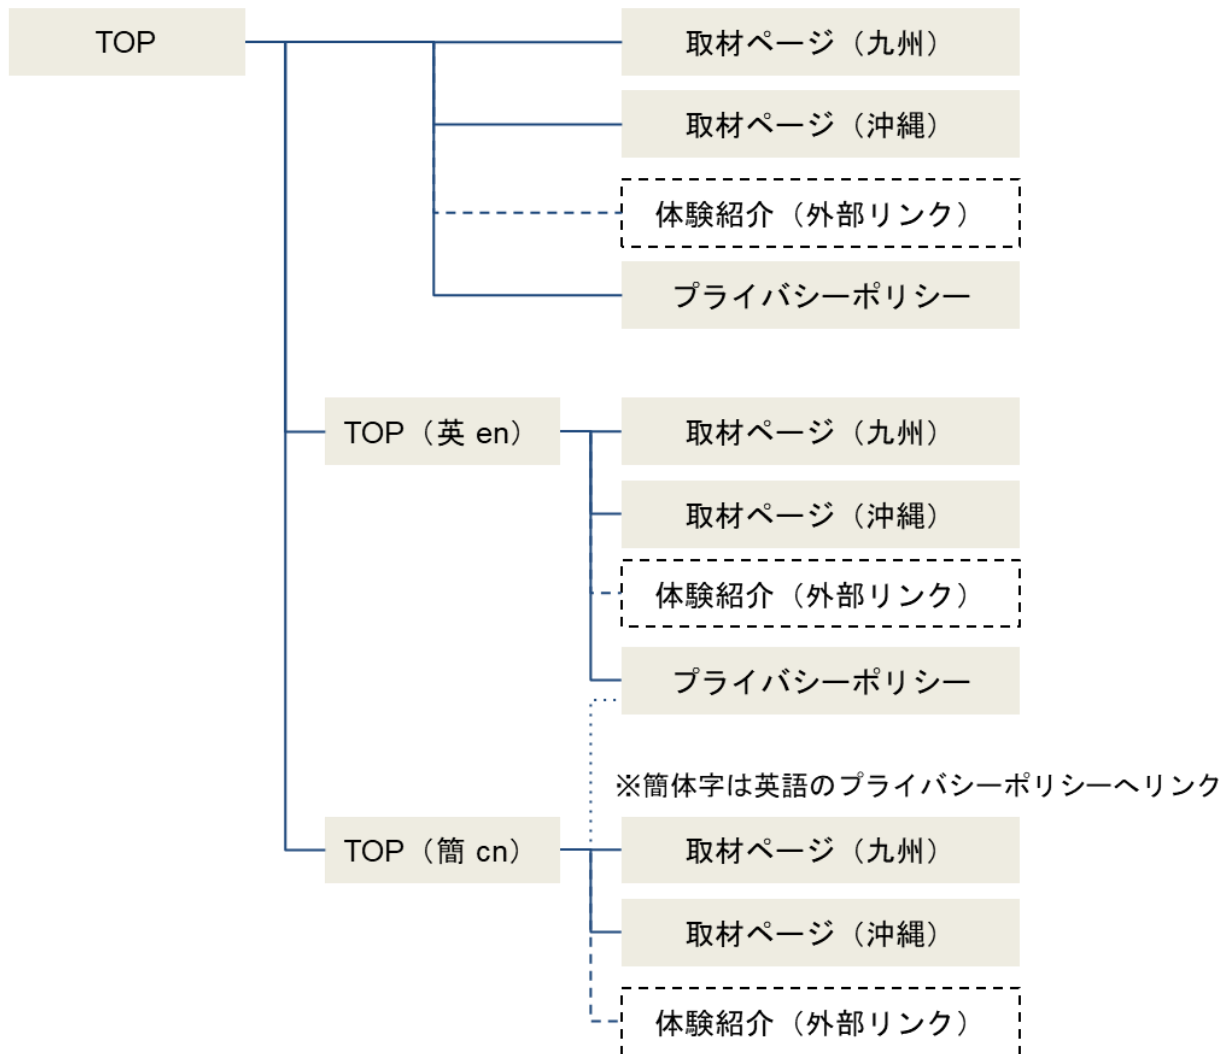 TOP
取材ページ（九州）
取材ページ（沖縄）
体験紹介（外部リンク）
プライバシーポリシー
TOP（英 en）
取材ページ（九州）
取材ページ（沖縄）
体験紹介（外部リンク）
プライバシーポリシー
※簡体字は英語のプライバシーポリシーへリンク
TOP（簡 cn）
取材ページ（九州）
取材ページ（沖縄）
体験紹介（外部リンク）